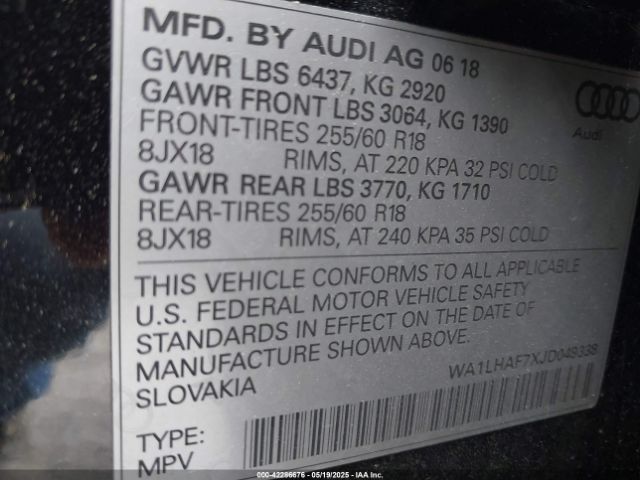 MFD. BY AUDI AG 06 18
GVWR LBS 6437, KG 2920
GAWR FRONT LBS 3064, KG 1390
FRONT-TIRES 255/60 R18
8JX18 RIMS, AT 220 KPA 32 PSI COLD
GAWR REAR LBS 3770, KG 1710
REAR-TIRES 255/60 R18
8JX18 RIMS, AT 240 KPA 35 PSI COLD
Audi
THIS VEHICLE CONFORMS TO ALL APPLICABLE
U.S. FEDERAL MOTOR VEHICLE SAFETY
STANDARDS IN EFFECT ON THE DATE OF
MANUFACTURE SHOWN ABOVE.
SLOVAKIA
WA1LHAF7XJD049338
TYPE:
MPV
000-42286676 - 05/19/2025 - IAAI.COM